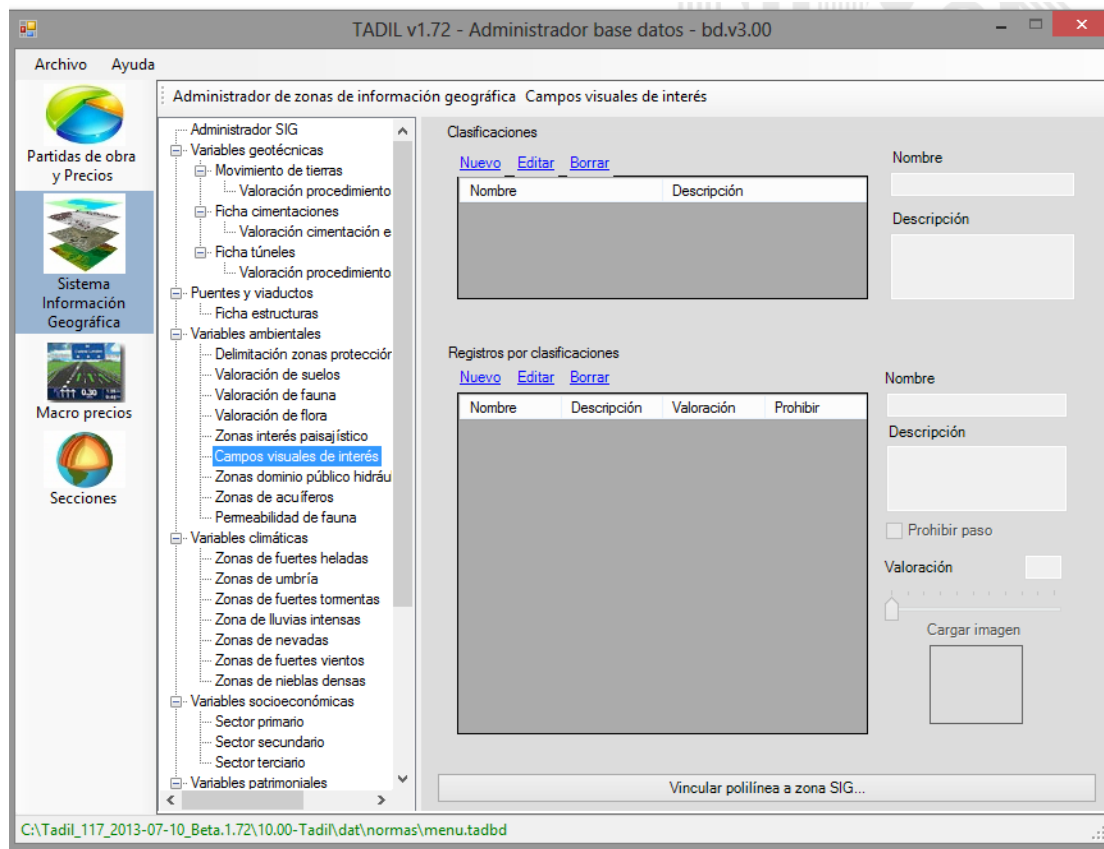 TADIL v1.72 - Administrador base datos - bd.v3.00
Archivo Ayuda
Partidas de obra
y Precios
Sistema
Información
Geográfica
Macro precios
Secciones
Administrador de zonas de información geográfica Campos visuales de interés
Administrador SIG
Variables geotécnicas
Movimiento de tierras
Valoración procedimiento
Ficha cimentaciones
Valoración cimentación e
Ficha túneles
Valoración procedimiento
Puentes y viaductos
Ficha estructuras
Variables ambientales
Delimitación zonas protección
Valoración de suelos
Valoración de fauna
Valoración de flora
Zonas interés paisajístico
Campos visuales de interés
Zonas dominio público hidráu
Zonas de acuíferos
Permeabilidad de fauna
Variables climáticas
Zonas de fuertes heladas
Zonas de umbría
Zonas de fuertes tormentas
Zona de lluvias intensas
Zonas de nevadas
Zonas de fuertes vientos
Zonas de nieblas densas
Variables socioeconómicas
Sector primario
Sector secundario
Sector terciario
Variables patrimoniales
Clasificaciones
Nuevo Editar Borrar
Nombre Descripción
Nombre
Descripción
Registros por clasificaciones
Nuevo Editar Borrar
Nombre Descripción Valoración Prohibir
Nombre
Descripción
Prohibir paso
Valoración
Cargar imagen
Vincular polilínea a zona SIG...
C:\Tadil_117_2013-07-10_Beta.1.72\10.00-Tadil\dat\normas\menu.tadbd